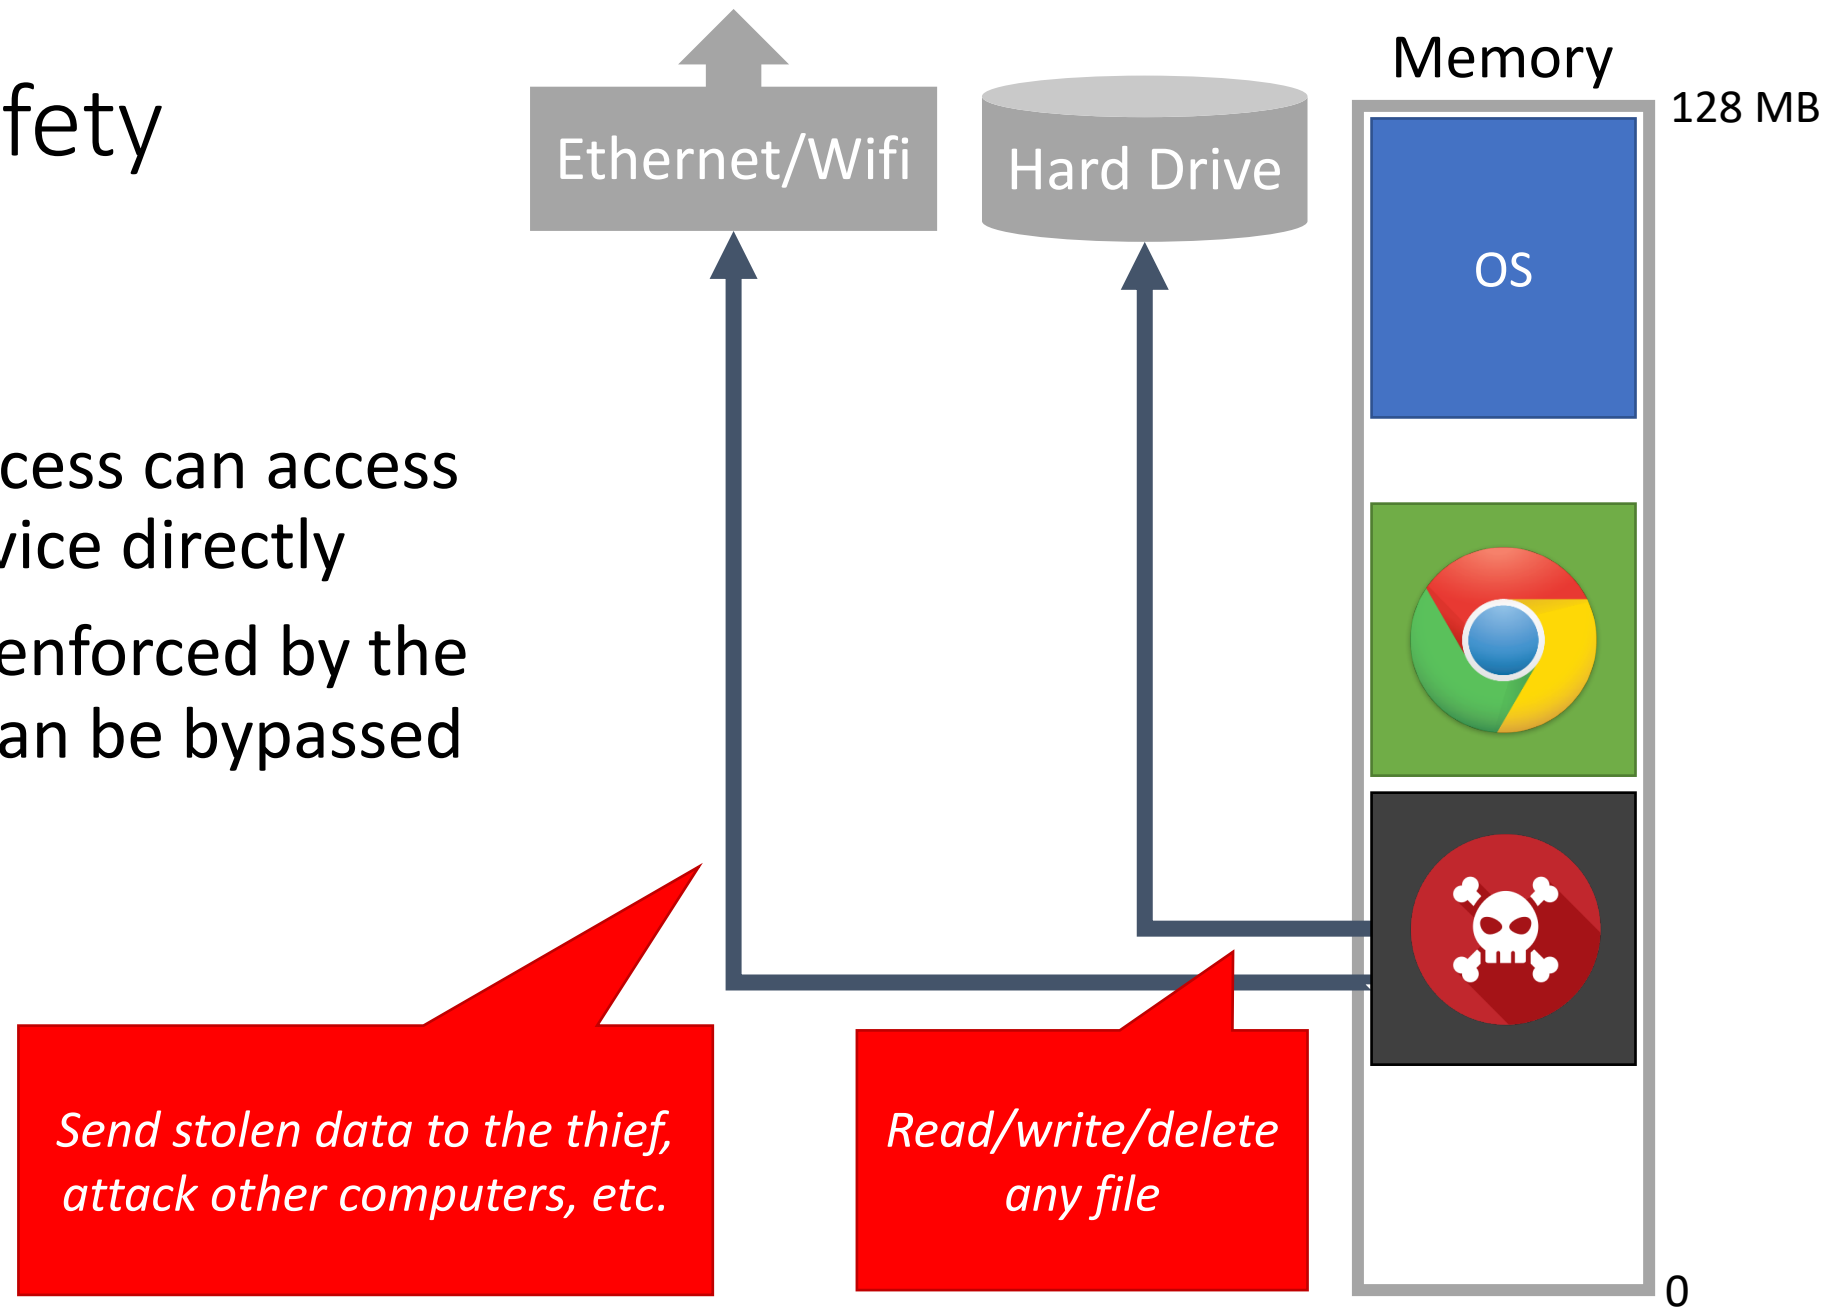 fety
cess can access
vice directly
enforced by the
an be bypassed
Ethernet/Wifi
Hard Drive
Memory
128 MB
OS
0
Send stolen data to the thief,
attack other computers, etc.
Read/write/delete
any file